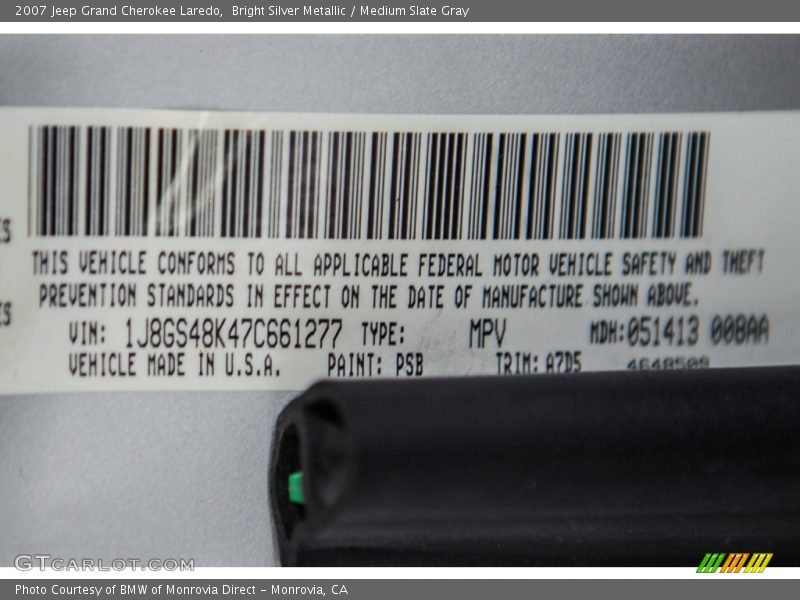 2007 Jeep Grand Cherokee Laredo, Bright Silver Metallic / Medium Slate Gray
THIS VEHICLE CONFORMS TO ALL APPLICABLE FEDERAL MOTOR VEHICLE SAFETY AND THEFT
PREVENTION STANDARDS IN EFFECT ON THE DATE OF MANUFACTURE SHOWN ABOVE.
VIN: 1J8GS48K47C661277 TYPE: MPV MDH:051413 008AA
VEHICLE MADE IN U.S.A. PAINT: PSB TRIM: A7D5
GTCARLOT.COM
Photo Courtesy of BMW of Monrovia Direct - Monrovia, CA